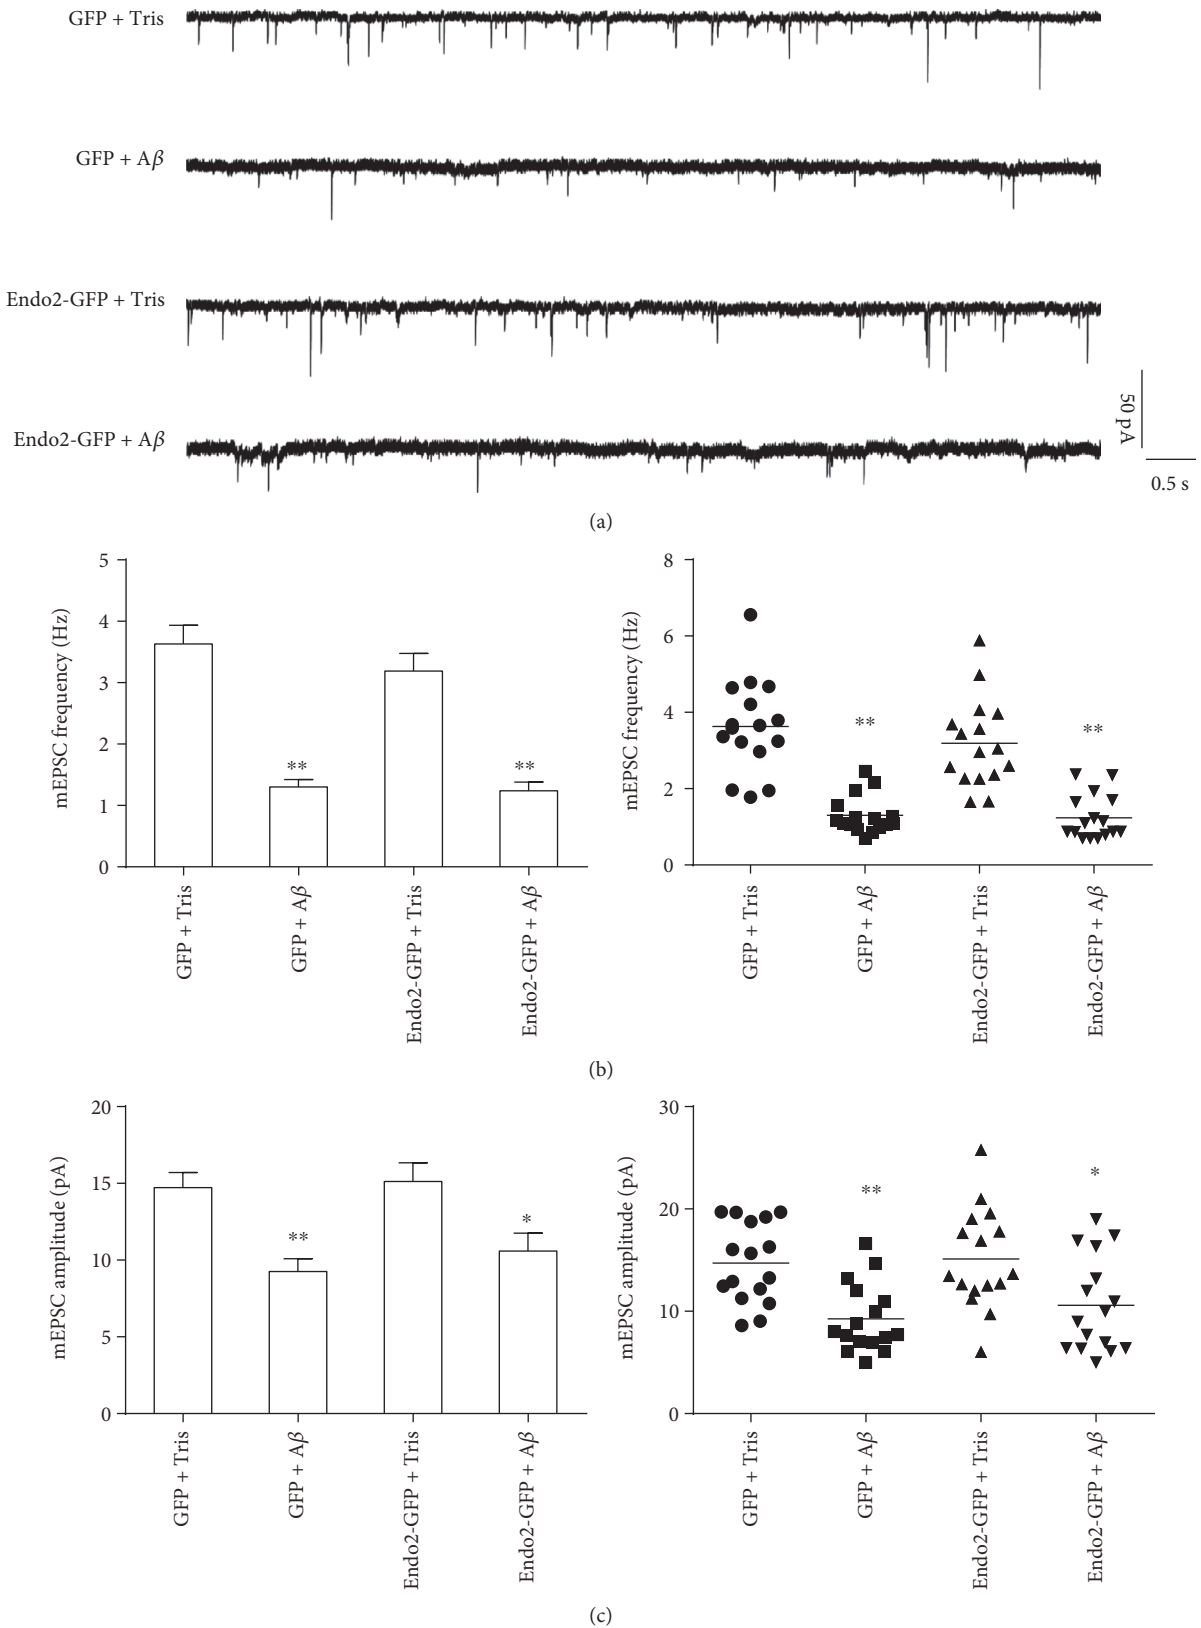 GFP + Tris
GFP + Aβ
Endo2-GFP + Tris
Endo2-GFP + Aβ
50 pA
0.5 s
(a)
mEPSC frequency (Hz)
5
4
3
2
1
0
**
**
GFP + Tris
GFP + Aβ
Endo2-GFP + Tris
Endo2-GFP + Aβ
mEPSC frequency (Hz)
8
6
4
2
0
**
**
GFP + Tris
GFP + Aβ
Endo2-GFP + Tris
Endo2-GFP + Aβ
(b)
mEPSC amplitude (pA)
20
15
10
5
0
**
*
GFP + Tris
GFP + Aβ
Endo2-GFP + Tris
Endo2-GFP + Aβ
mEPSC amplitude (pA)
30
20
10
0
**
*
GFP + Tris
GFP + Aβ
Endo2-GFP + Tris
Endo2-GFP + Aβ
(c)